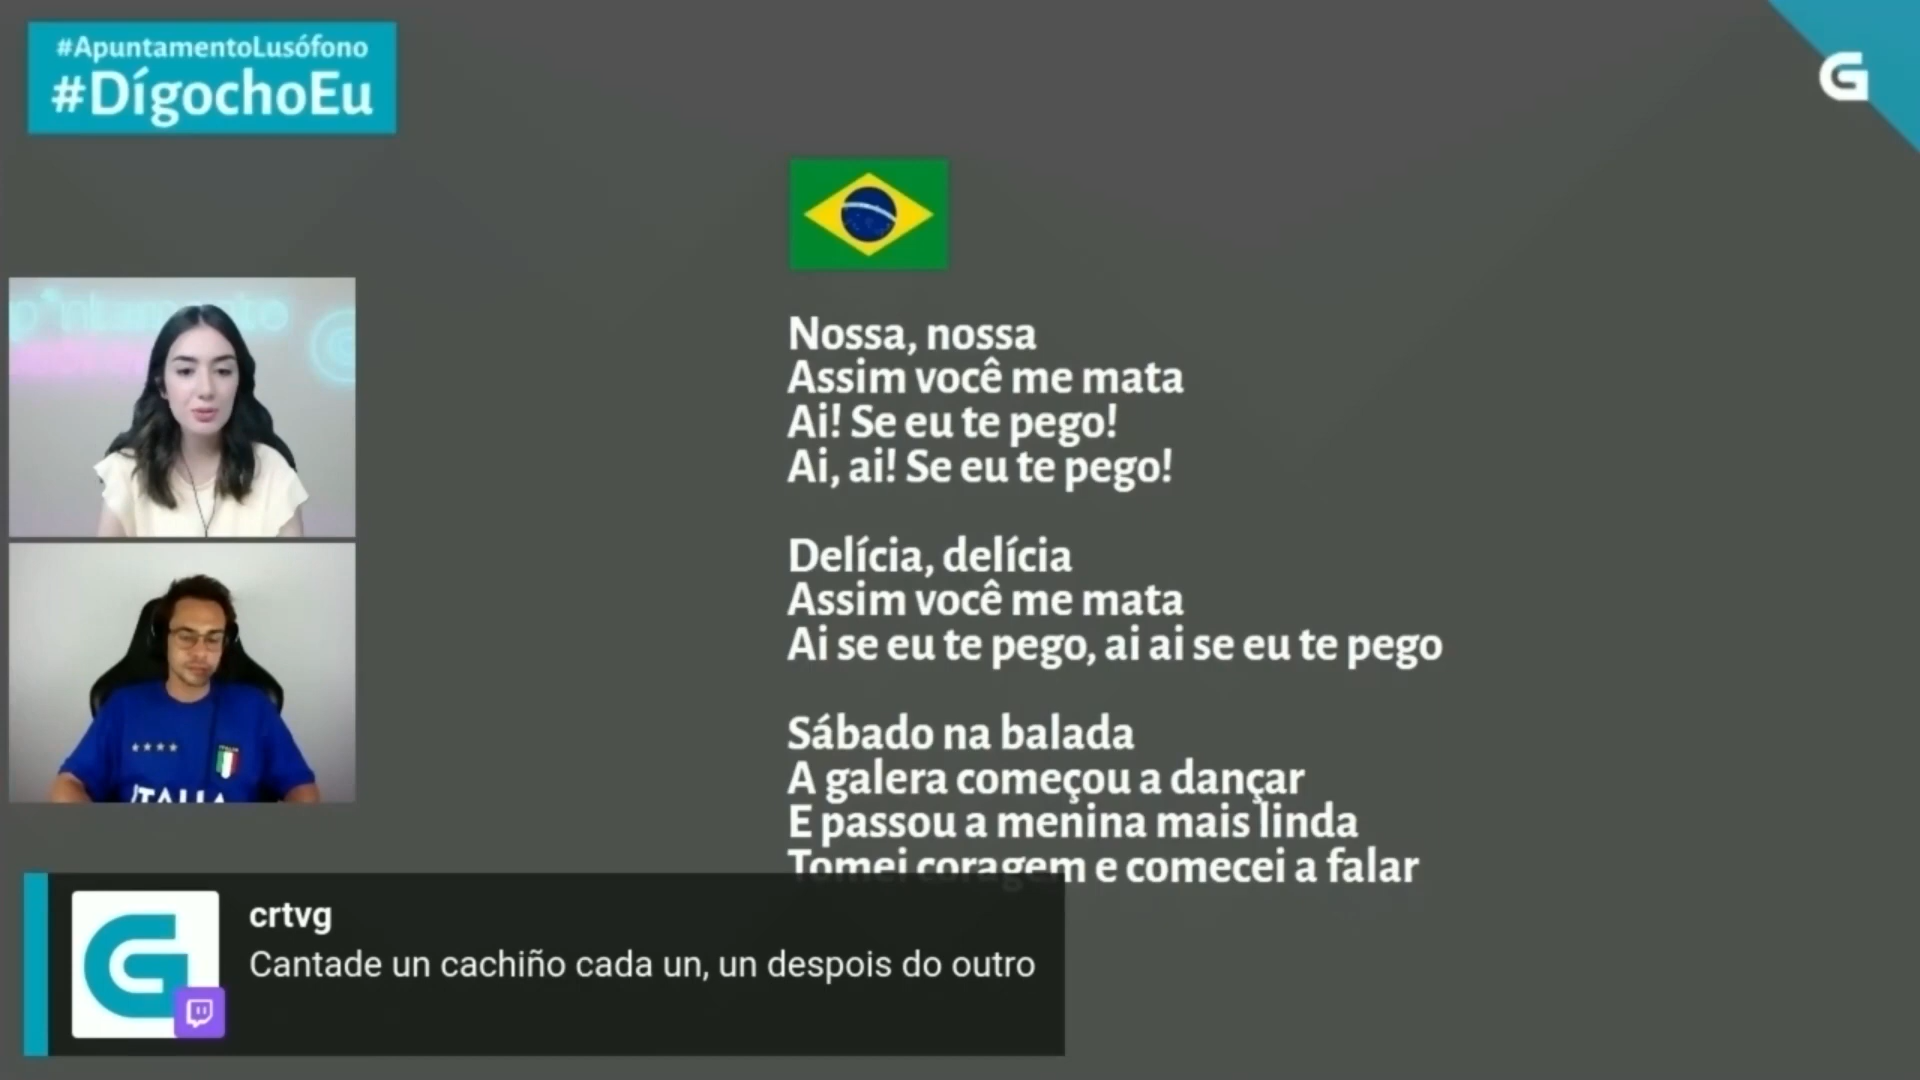 #ApuntamentoLusófono
#DígochoEu
Nossa, nossa
Assim você me mata
Ai! Se eu te pego!
Ai, ai! Se eu te pego!
Delícia, delícia
Assim você me mata
Ai se eu te pego, ai ai se eu te pego
Sábado na balada
A galera começou a dançar
E passou a menina mais linda
Tomei coragem e comecei a falar
ITALIA
crtvg
Cantade un cachiño cada un, un despois do outro